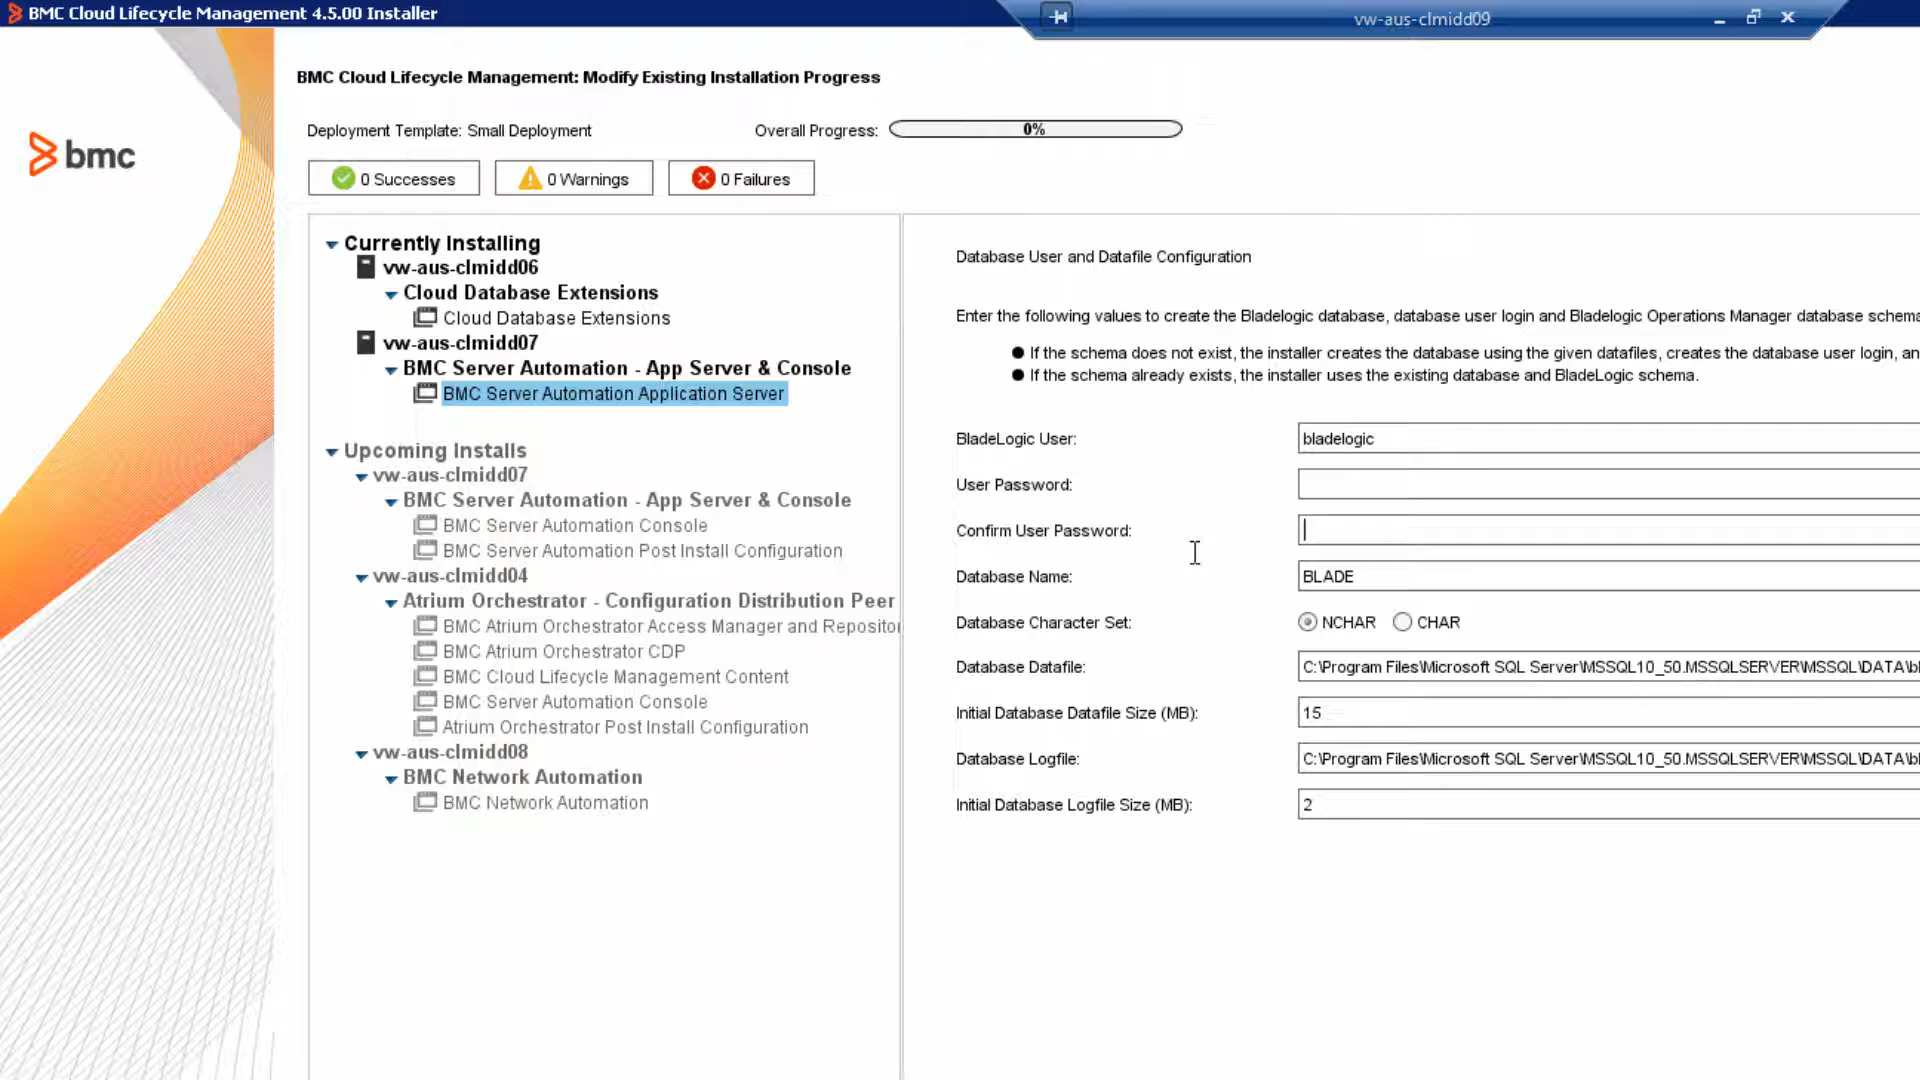 BMC Cloud Lifecycle Management 4.5.00 Installer
vw-aus-clmidd09
bmc
BMC Cloud Lifecycle Management: Modify Existing Installation Progress
Deployment Template: Small Deployment
Overall Progress: 0%
0 Successes
0 Warnings
0 Failures
Currently Installing
vw-aus-clmidd06
Cloud Database Extensions
Cloud Database Extensions
vw-aus-clmidd07
BMC Server Automation - App Server & Console
BMC Server Automation Application Server
Upcoming Installs
vw-aus-clmidd07
BMC Server Automation - App Server & Console
BMC Server Automation Console
BMC Server Automation Post Install Configuration
vw-aus-clmidd04
Atrium Orchestrator - Configuration Distribution Peer
BMC Atrium Orchestrator Access Manager and Repositor
BMC Atrium Orchestrator CDP
BMC Cloud Lifecycle Management Content
BMC Server Automation Console
Atrium Orchestrator Post Install Configuration
vw-aus-clmidd08
BMC Network Automation
BMC Network Automation
Database User and Datafile Configuration
Enter the following values to create the Bladelogic database, database user login and Bladelogic Operations Manager database schema
● If the schema does not exist, the installer creates the database using the given datafiles, creates the database user login, an
● If the schema already exists, the installer uses the existing database and BladeLogic schema.
BladeLogic User: bladelogic
User Password:
Confirm User Password:
Database Name: BLADE
Database Character Set: NCHAR CHAR
Database Datafile: C:\Program Files\Microsoft SQL Server\MSSQL10_50.MSSQLSERVER\MSSQL\DATA\bl
Initial Database Datafile Size (MB): 15
Database Logfile: C:\Program Files\Microsoft SQL Server\MSSQL10_50.MSSQLSERVER\MSSQL\DATA\bl
Initial Database Logfile Size (MB): 2